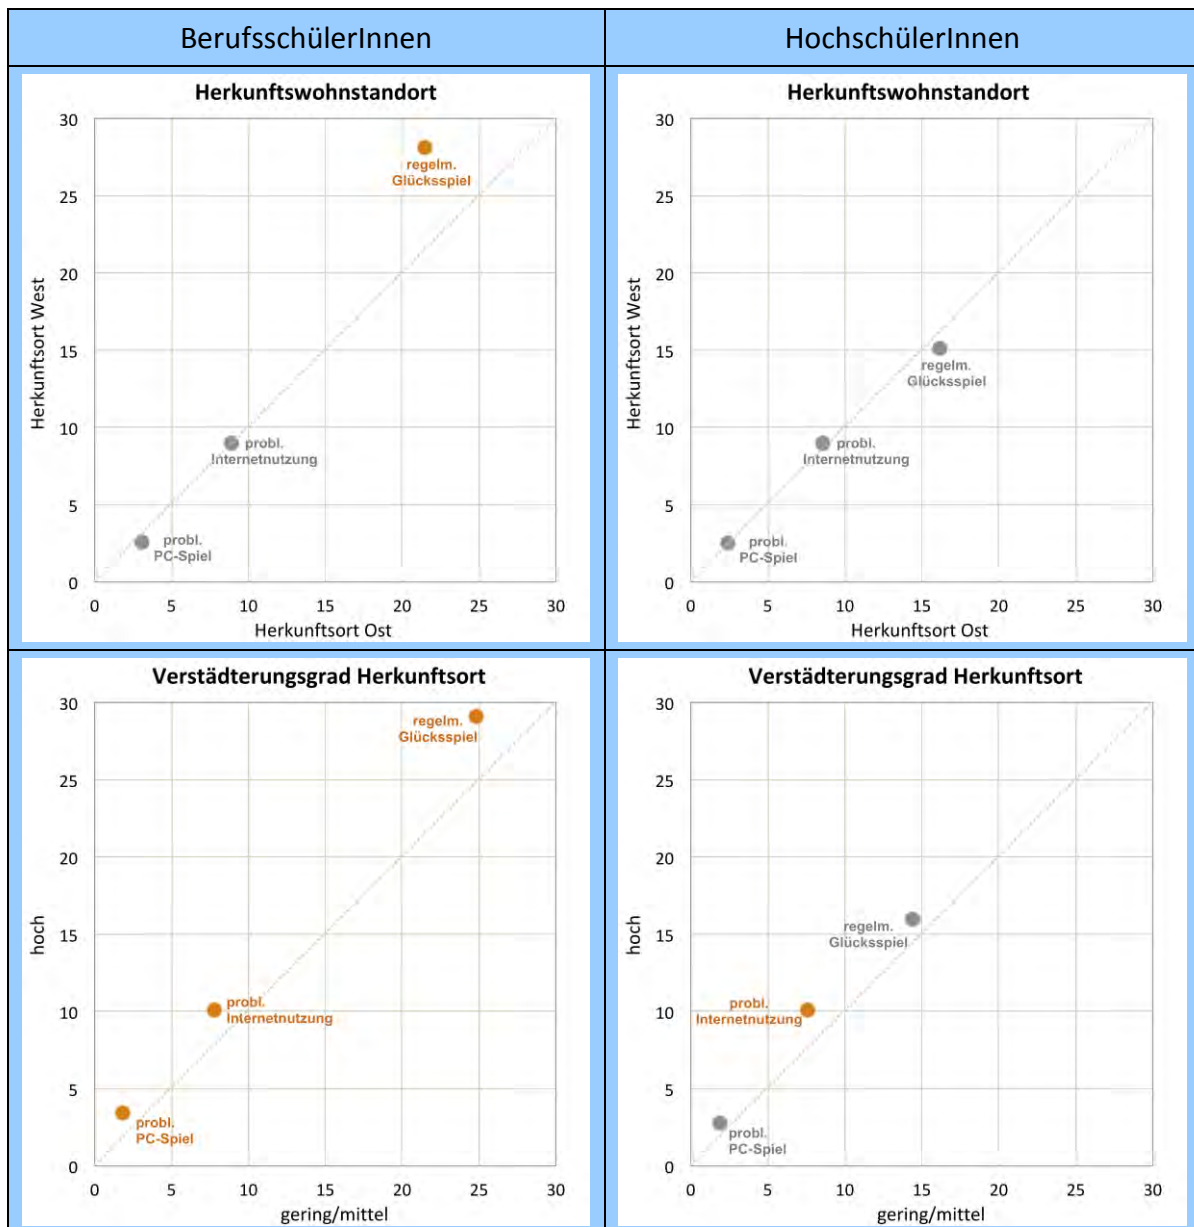 BerufsschülerInnen
HochschülerInnen
Herkunftswohnstandort
30
25
20
15
10
5
0
Herkunftsort West
regelm.
Glücksspiel
probl.
Internetnutzung
probl.
PC-Spiel
0 5 10 15 20 25 30
Herkunftsort Ost
Herkunftswohnstandort
30
25
20
15
10
5
0
Herkunftsort West
regelm.
Glücksspiel
probl.
Internetnutzung
probl.
PC-Spiel
0 5 10 15 20 25 30
Herkunftsort Ost
Verstädterungsgrad Herkunftsort
30
25
20
15
10
5
0
hoch
regelm.
Glücksspiel
probl.
Internetnutzung
probl.
PC-Spiel
0 5 10 15 20 25 30
gering/mittel
Verstädterungsgrad Herkunftsort
30
25
20
15
10
5
0
hoch
regelm.
Glücksspiel
probl.
Internetnutzung
probl.
PC-Spiel
0 5 10 15 20 25 30
gering/mittel